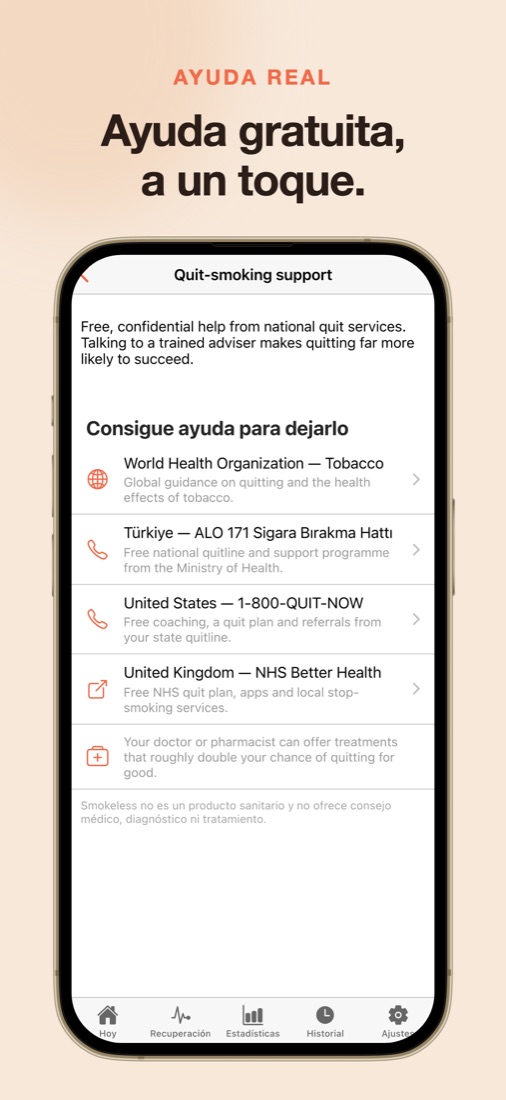 AYUDA REAL
Ayuda gratuita,
a un toque.
Quit-smoking support
Free, confidential help from national quit services.
Talking to a trained adviser makes quitting far more
likely to succeed.
Consigue ayuda para dejarlo
World Health Organization — Tobacco
Global guidance on quitting and the health
effects of tobacco.
Türkiye — ALO 171 Sigara Bırakma Hattı
Free national quitline and support programme
from the Ministry of Health.
United States — 1-800-QUIT-NOW
Free coaching, a quit plan and referrals from
your state quitline.
United Kingdom — NHS Better Health
Free NHS quit plan, apps and local stop-
smoking services.
Your doctor or pharmacist can offer treatments
that roughly double your chance of quitting for
good.
Smokeless no es un producto sanitario y no ofrece consejo
médico, diagnóstico ni tratamiento.
Hoy Recuperación Estadísticas Historial Ajustes